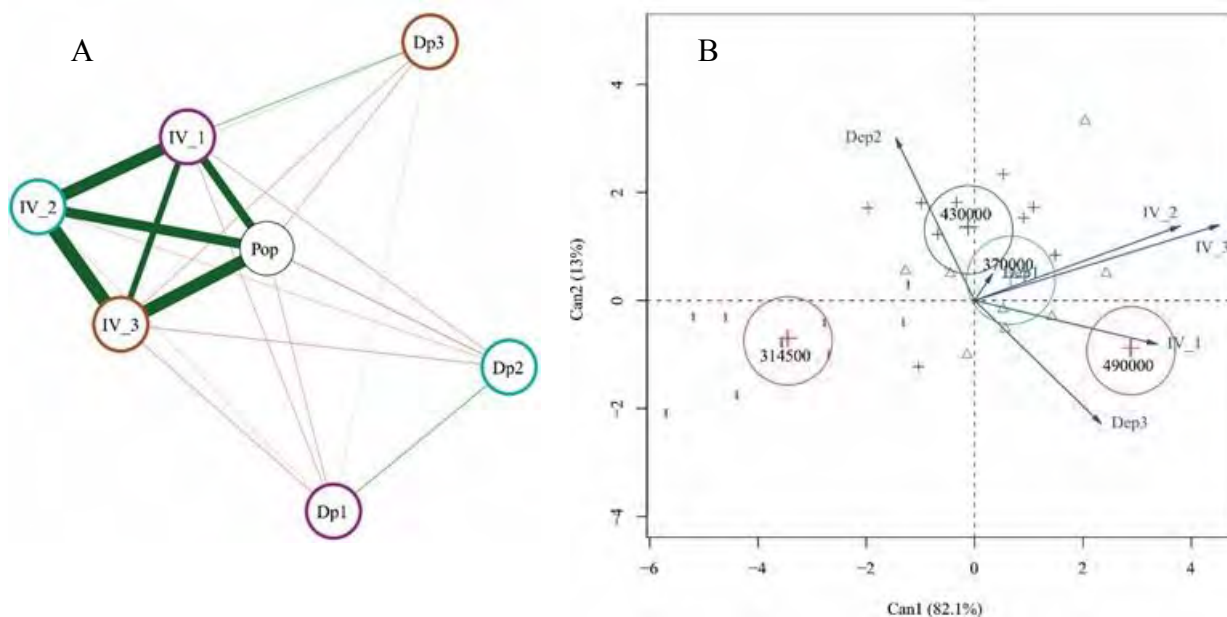 A
Dp3
IV_1
IV_2
Pop
IV_3
Dp2
Dp1
B
4
2
0
−2
−4
Can2 (13%)
Dep2
430000
370000
Dep1
IV_2
IV_3
IV_1
314500
490000
Dep3
−6
−4
−2
0
2
4
Can1 (82.1%)